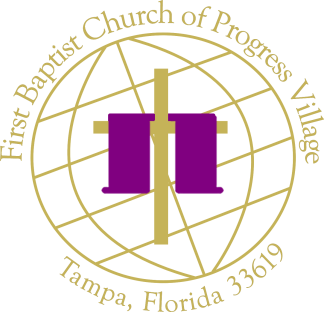 First Baptist Church of Progress Village
Tampa, Florida 33619